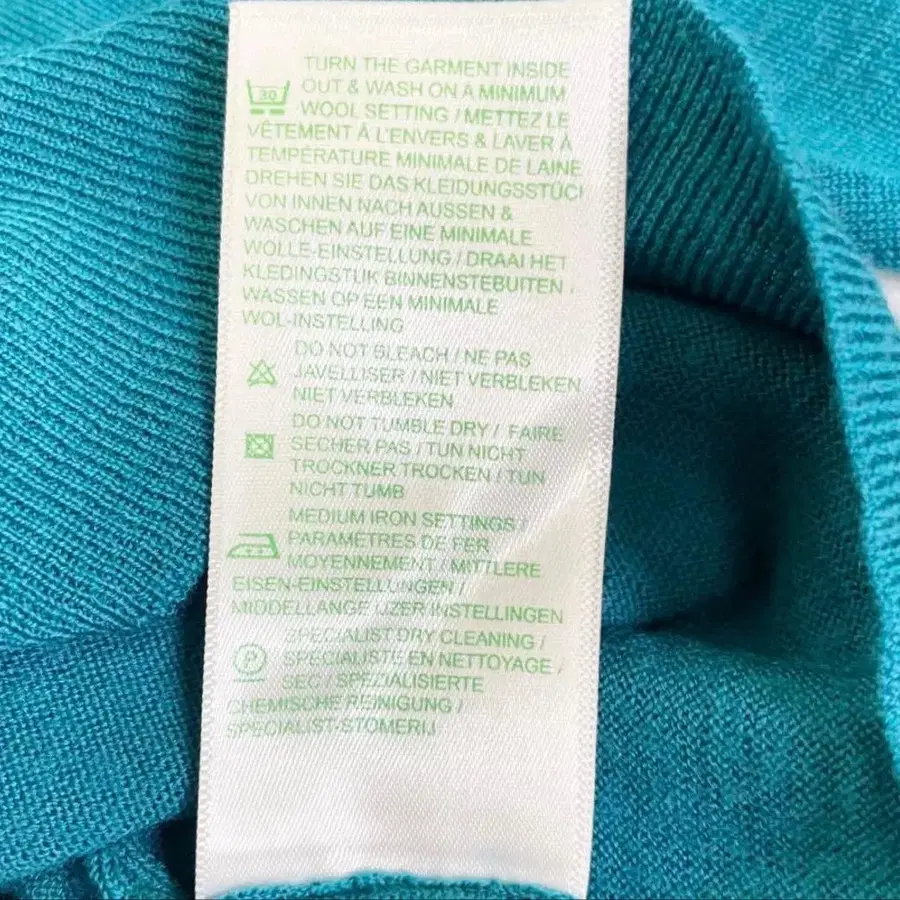 TURN THE GARMENT INSIDE
30 OUT & WASH ON A MINIMUM
WOOL SETTING / METTEZ LE
VÊTEMENT À L'ENVERS & LAVER À
TEMPÉRATURE MINIMALE DE LAINE
DREHEN SIE DAS KLEIDUNGSSTÜCI
VON INNEN NACH AUSSEN &
WASCHEN AUF EINE MINIMALE
WOLLE-EINSTELLUNG / DRAAI HET
KLEDINGSTUK BINNENSTEBUITEN /
WASSEN OP EEN MINIMALE
WOL-INSTELLING
DO NOT BLEACH / NE PAS
JAVELLISER / NIET VERBLEKEN
NIET VERBLEKEN
DO NOT TUMBLE DRY / FAIRE
SECHER PAS / TUN NICHT
TROCKNER TROCKEN / TUN
NICHT TUMB
MEDIUM IRON SETTINGS /
PARAMÈTRES DE FER
MOYENNEMENT / MITTLERE
EISEN-EINSTELLUNGEN /
MIDDELLANGE IJZER INSTELLINGEN
SPECIALIST DRY CLEANING /
P SPÉCIALISTE EN NETTOYAGE /
SEC / SPEZIALISIERTE
CHEMISCHE REINIGUNG /
SPECIALIST-STOMERIJ